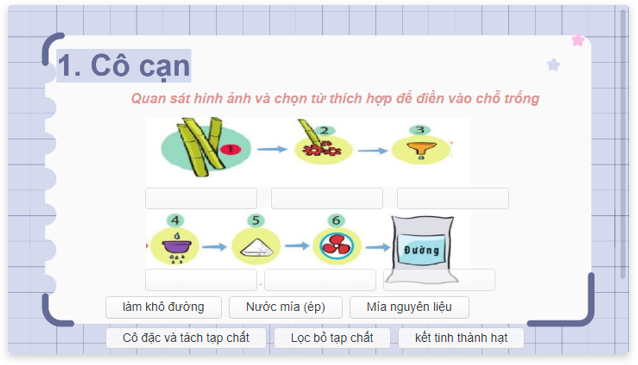 1. Cô cạn
Quan sát hình ảnh và chọn từ thích hợp để điền vào chỗ trống
1 2 3
4 5 6
Đường
làm khô đường Nước mía (ép) Mía nguyên liệu
Cô đặc và tách tạp chất Lọc bỏ tạp chất kết tinh thành hạt